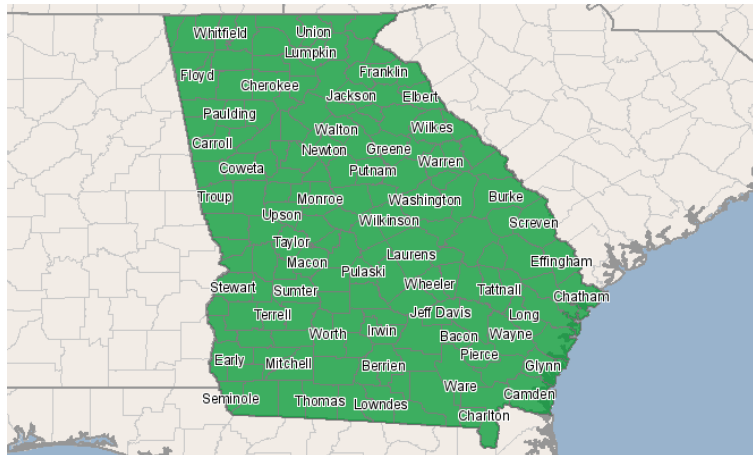 Whitfield
Union
Lumpkin
Floyd
Franklin
Cherokee
Jackson
Elbert
Paulding
Walton
Wilkes
Carroll
Newton
Greene
Warren
Coweta
Putnam
Troup
Monroe
Washington
Burke
Upson
Wilkinson
Screven
Taylor
Laurens
Macon
Effingham
Pulaski
Stewart
Sumter
Wheeler
Tattnall
Chatham
Terrell
Jeff Davis
Long
Worth
Irwin
Bacon
Wayne
Pierce
Early
Mitchell
Berrien
Glynn
Ware
Camden
Seminole
Thomas
Lowndes
Charlton